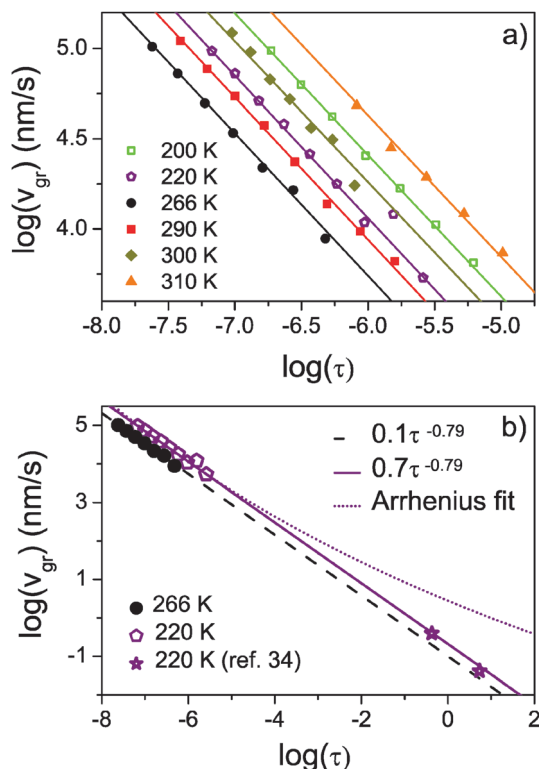 a)
log(v_gr) (nm/s)
5.0
4.5
4.0
200 K
220 K
266 K
290 K
300 K
310 K
-8.0 -7.5 -7.0 -6.5 -6.0 -5.5 -5.0
log(τ)
b)
log(v_gr) (nm/s)
5
3
1
-1
0.1τ^-0.79
0.7τ^-0.79
Arrhenius fit
266 K
220 K
220 K (ref. 34)
-8 -6 -4 -2 0 2
log(τ)